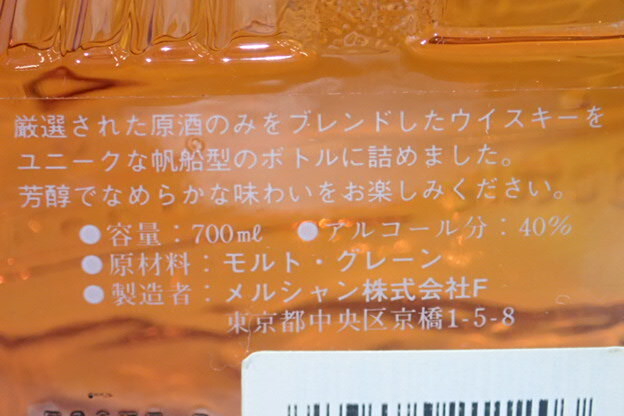 厳選された原酒のみをブレンドしたウイスキーを
ユニークな帆船型のボトルに詰めました。
芳醇でなめらかな味わいをお楽しみください。
●容量：700mℓ ●アルコール分：40%
●原材料：モルト・グレーン
●製造者：メルシャン株式会社F
東京都中央区京橋1-5-8